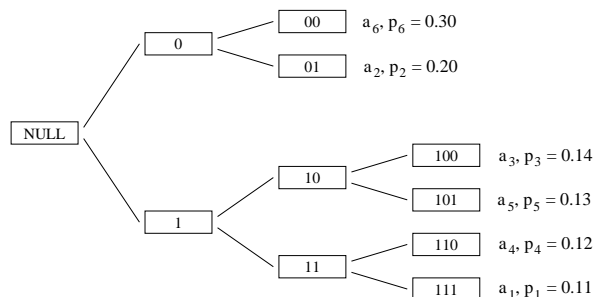 00 a6, p6 = 0.30
0
01 a2, p2 = 0.20
NULL
100 a3, p3 = 0.14
10
101 a5, p5 = 0.13
1
110 a4, p4 = 0.12
11
111 a1, p1 = 0.11